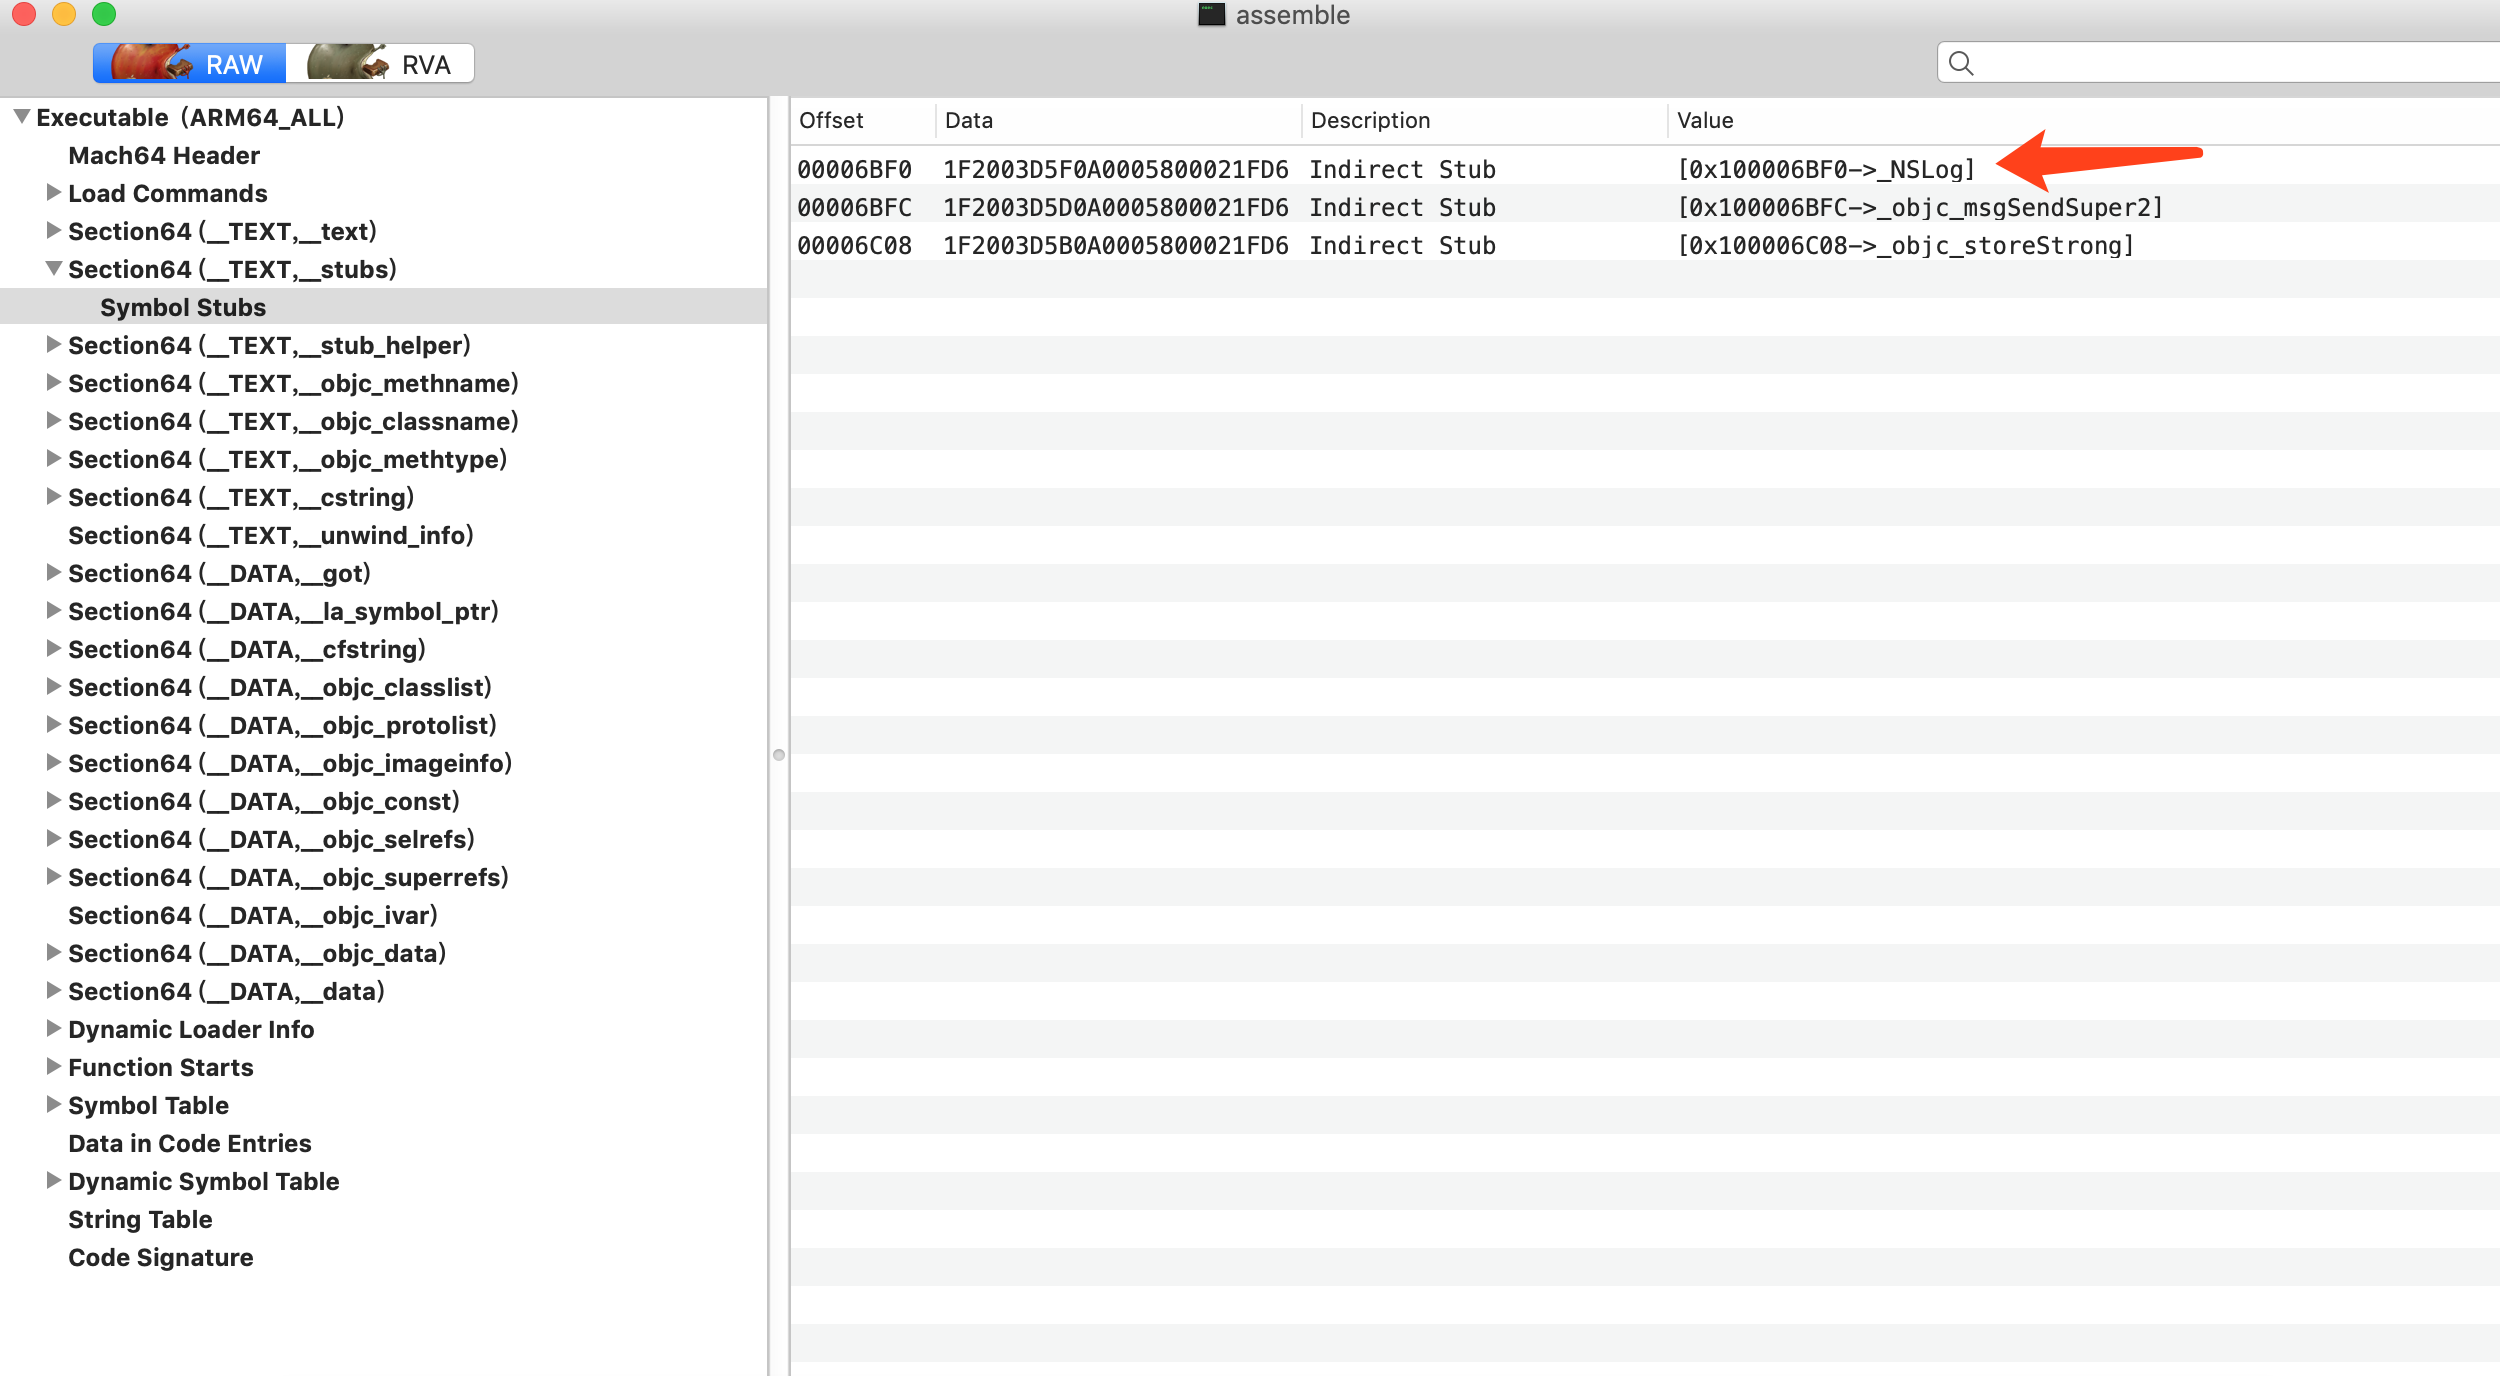 assemble
RAW RVA
Executable (ARM64_ALL)
Mach64 Header
Load Commands
Section64 (__TEXT,__text)
Section64 (__TEXT,__stubs)
Symbol Stubs
Section64 (__TEXT,__stub_helper)
Section64 (__TEXT,__objc_methname)
Section64 (__TEXT,__objc_classname)
Section64 (__TEXT,__objc_methtype)
Section64 (__TEXT,__cstring)
Section64 (__TEXT,__unwind_info)
Section64 (__DATA,__got)
Section64 (__DATA,__la_symbol_ptr)
Section64 (__DATA,__cfstring)
Section64 (__DATA,__objc_classlist)
Section64 (__DATA,__objc_protolist)
Section64 (__DATA,__objc_imageinfo)
Section64 (__DATA,__objc_const)
Section64 (__DATA,__objc_selrefs)
Section64 (__DATA,__objc_superrefs)
Section64 (__DATA,__objc_ivar)
Section64 (__DATA,__objc_data)
Section64 (__DATA,__data)
Dynamic Loader Info
Function Starts
Symbol Table
Data in Code Entries
Dynamic Symbol Table
String Table
Code Signature
Offset Data Description Value
00006BF0 1F2003D5F0A0005800021FD6 Indirect Stub [0x100006BF0->_NSLog]
00006BFC 1F2003D5D0A0005800021FD6 Indirect Stub [0x100006BFC->_objc_msgSendSuper2]
00006C08 1F2003D5B0A0005800021FD6 Indirect Stub [0x100006C08->_objc_storeStrong]